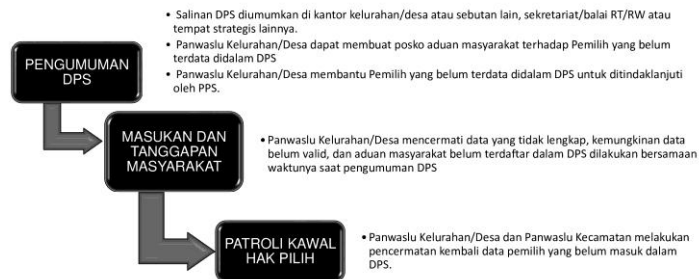 PENGUMUMAN
DPS
• Salinan DPS diumumkan di kantor kelurahan/desa atau sebutan lain, sekretariat/balai RT/RW atau
tempat strategis lainnya.
• Panwaslu Kelurahan/Desa dapat membuat posko aduan masyarakat terhadap Pemilih yang belum
terdata didalam DPS
• Panwaslu Kelurahan/Desa membantu Pemilih yang belum terdata didalam DPS untuk ditindaklanjuti
oleh PPS.
MASUKAN DAN
TANGGAPAN
MASYARAKAT
• Panwaslu Kelurahan/Desa mencermati data yang tidak lengkap, kemungkinan data
belum valid, dan aduan masyarakat belum terdaftar dalam DPS dilakukan bersamaan
waktunya saat pengumuman DPS
PATROLI KAWAL
HAK PILIH
• Panwaslu Kelurahan/Desa dan Panwaslu Kecamatan melakukan
pencermatan kembali data pemilih yang belum masuk dalam
DPS.